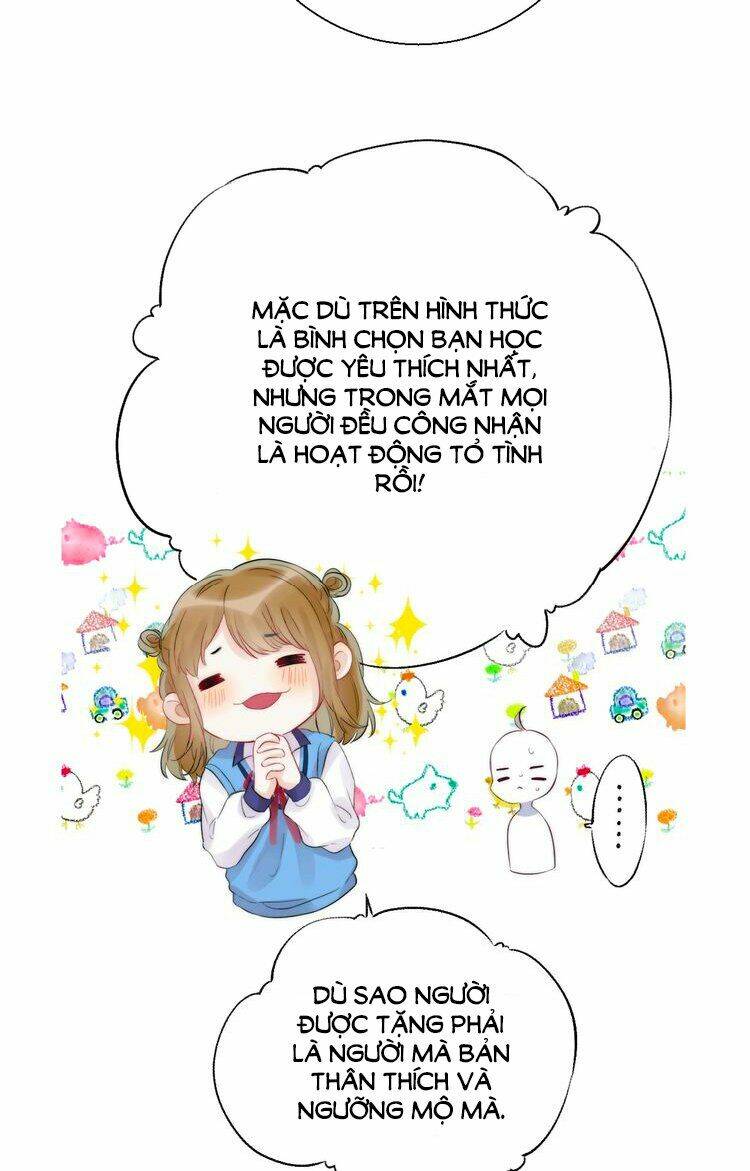 MẶC DÙ TRÊN HÌNH THỨC
LÀ BÌNH CHỌN BẠN HỌC
ĐƯỢC YÊU THÍCH NHẤT,
NHƯNG TRONG MẮT MỌI
NGƯỜI ĐỀU CÔNG NHẬN
LÀ HOẠT ĐỘNG TỎ TÌNH
RỒI!
......
DÙ SAO NGƯỜI
ĐƯỢC TẶNG PHẢI
LÀ NGƯỜI MÀ BẢN
THÂN THÍCH VÀ
NGƯỠNG MỘ MÀ.